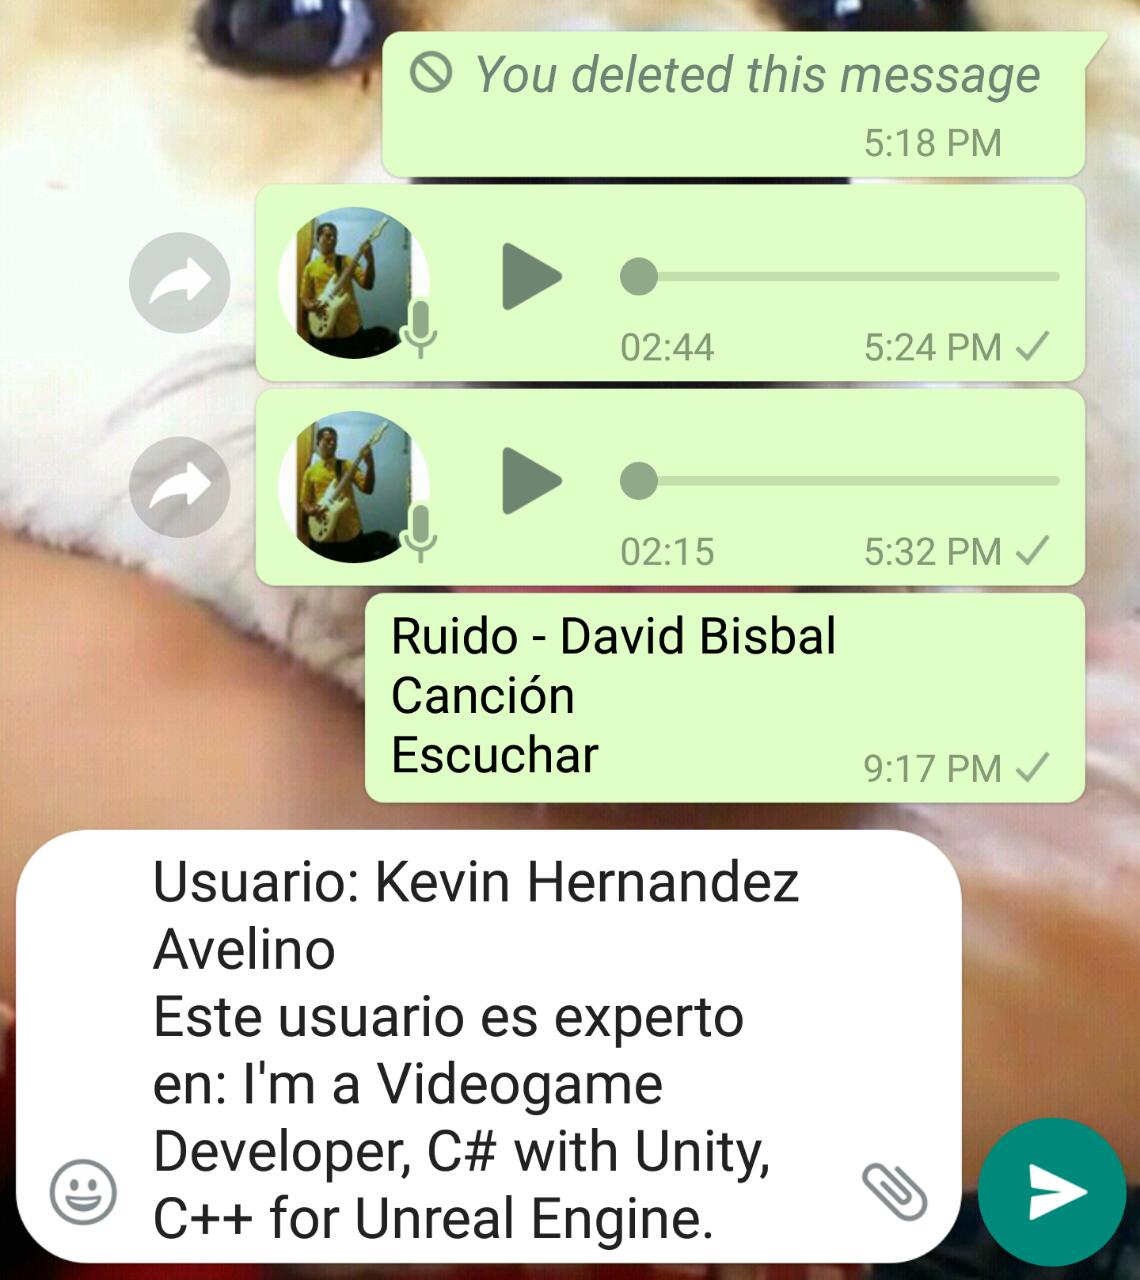 You deleted this message
5:18 PM
02:44 5:24 PM
02:15 5:32 PM
Ruido - David Bisbal
Canción
Escuchar
9:17 PM
Usuario: Kevin Hernandez
Avelino
Este usuario es experto
en: I'm a Videogame
Developer, C# with Unity,
C++ for Unreal Engine.